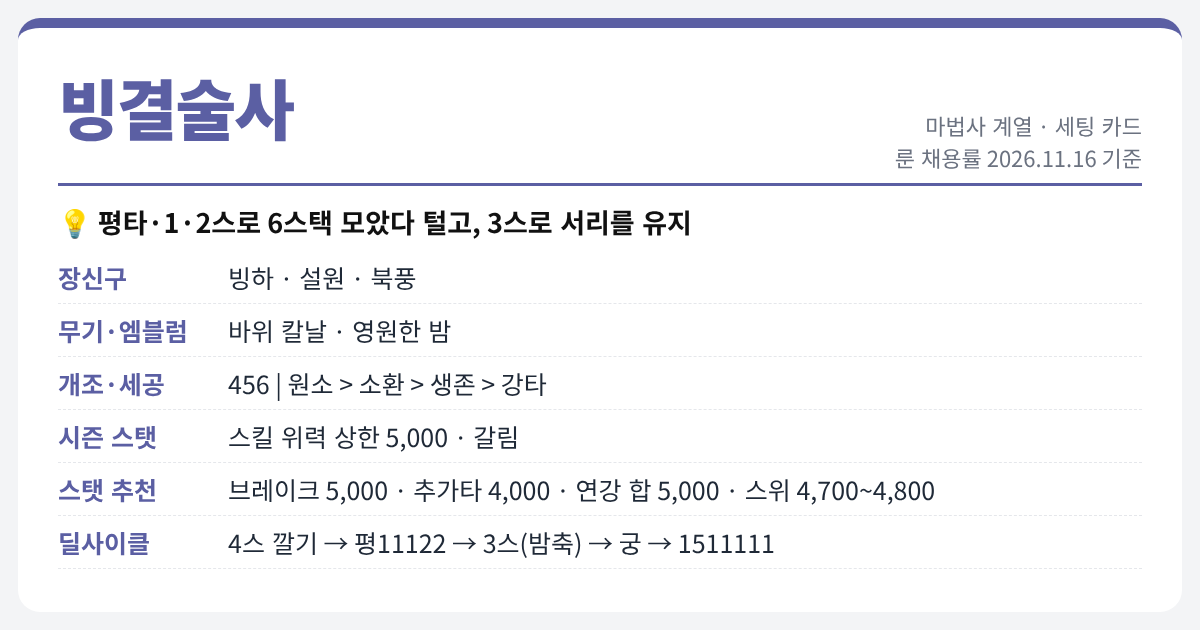 빙결술사
마법사 계열 · 세팅 카드
룬 채용률 2026.11.16 기준
💡 평타·1·2스로 6스택 모았다 털고, 3스로 서리를 유지
장신구 빙하 · 설원 · 북풍
무기·엠블럼 바위 칼날 · 영원한 밤
개조·세공 456 | 원소 > 소환 > 생존 > 강타
시즌 스탯 스킬 위력 상한 5,000 · 갈림
스탯 추천 브레이크 5,000 · 추가타 4,000 · 연강 합 5,000 · 스위 4,700~4,800
딜사이클 4스 깔기 → 평11122 → 3스(밤축) → 궁 → 1511111